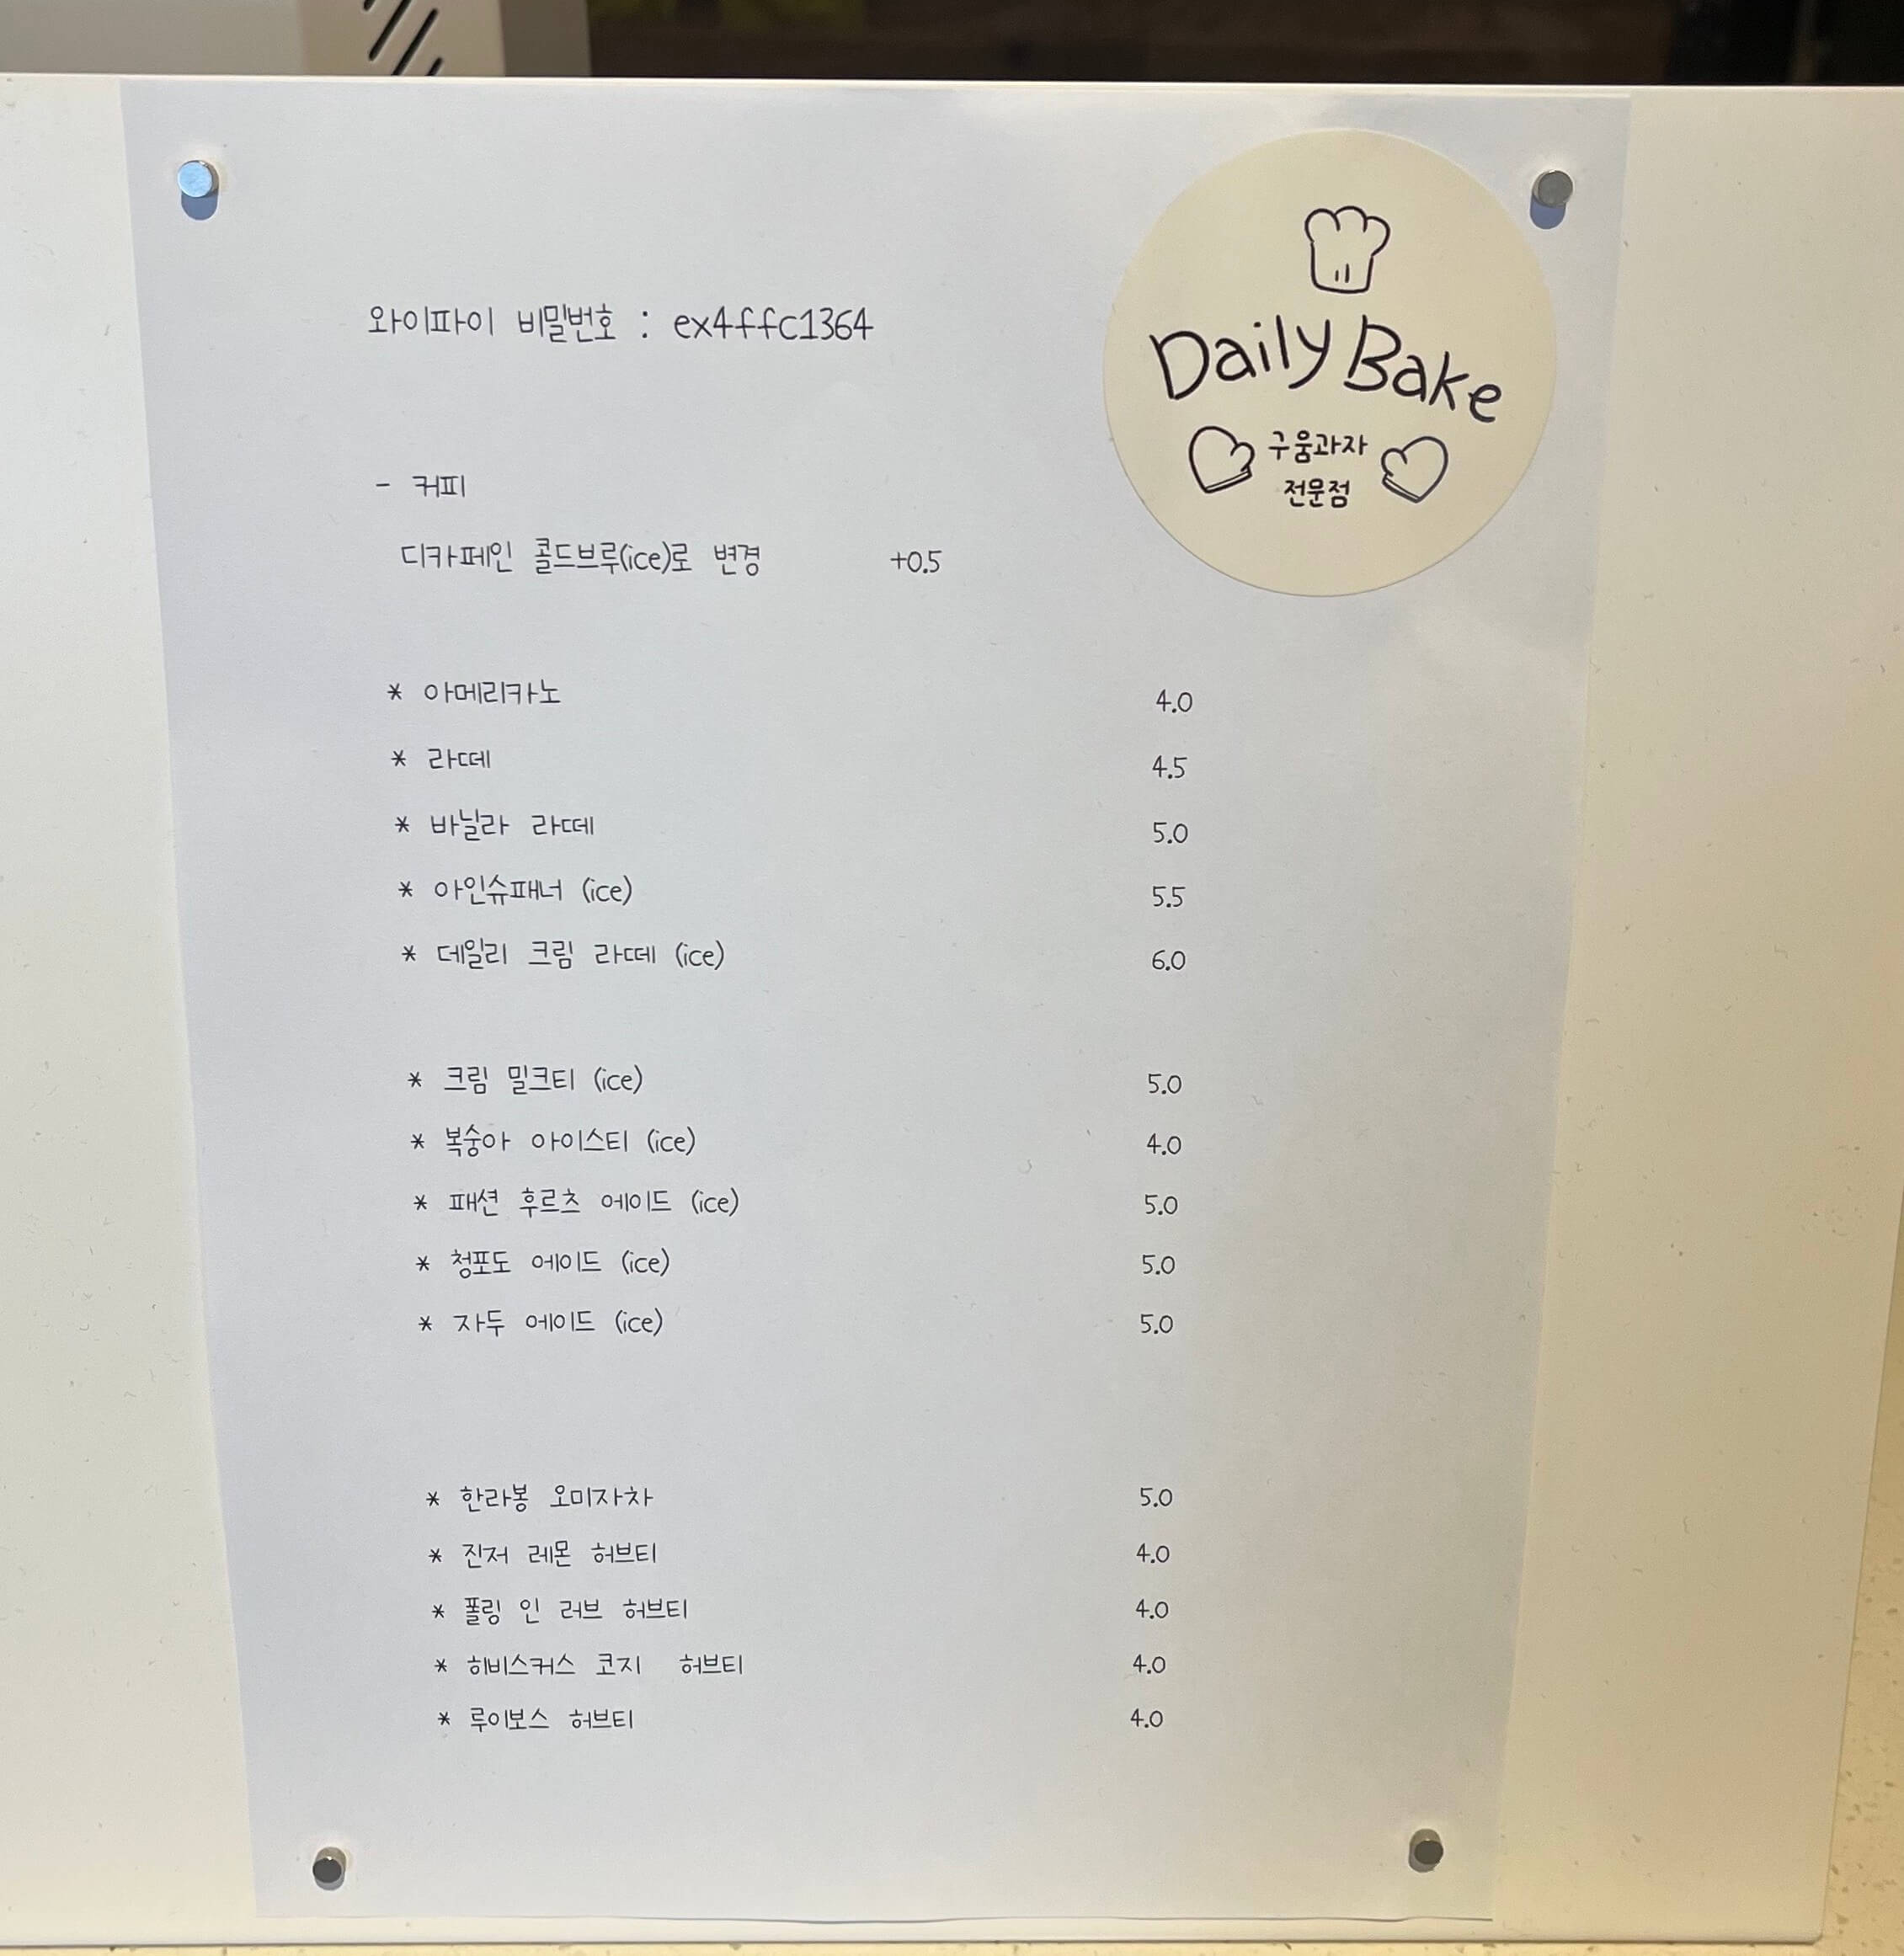 와이파이 비밀번호 : ex4ffc1364
Daily Bake
구움과자
전문점
- 커피
디카페인 콜드브루(ice)로 변경 +0.5
* 아메리카노 4.0
* 라떼 4.5
* 바닐라 라떼 5.0
* 아인슈패너 (ice) 5.5
* 데일리 크림 라떼 (ice) 6.0
* 크림 밀크티 (ice) 5.0
* 복숭아 아이스티 (ice) 4.0
* 패션 후르츠 에이드 (ice) 5.0
* 청포도 에이드 (ice) 5.0
* 자두 에이드 (ice) 5.0
* 한라봉 오미자차 5.0
* 진저 레몬 허브티 4.0
* 폴링 인 러브 허브티 4.0
* 히비스커스 코지 허브티 4.0
* 루이보스 허브티 4.0